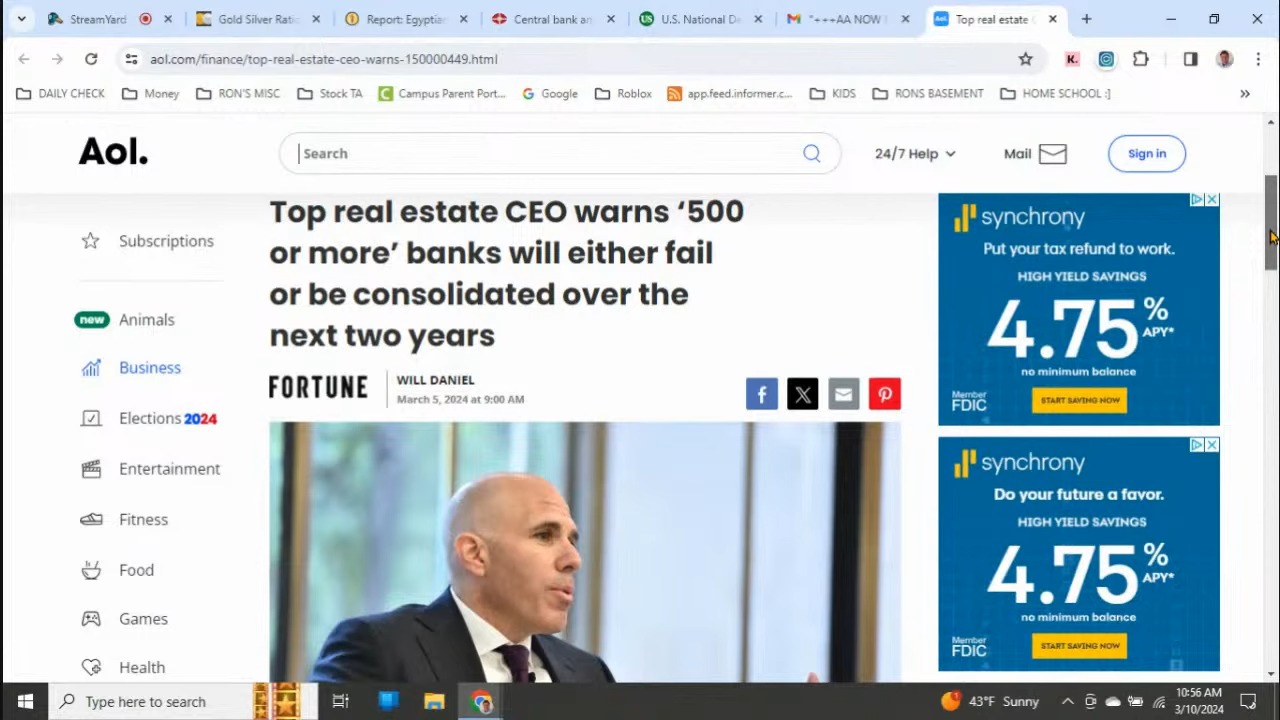 StreamYard
Gold Silver Rati
Report: Egyptia
Central bank an
U.S. National De
"+++AA NOW
Aol.
Top real estate
aol.com/finance/top-real-estate-ceo-warns-150000449.html
K.
DAILY CHECK
Money
RON'S MISC
Stock TA
Campus Parent Port...
Google
Roblox
app.feed.informer.c...
KIDS
RONS BASEMENT
HOME SCHOOL :]
Aol.
Search
24/7 Help
Mail
Sign in
Subscriptions
new Animals
Business
Elections 2024
Entertainment
Fitness
Food
Games
Health
Top real estate CEO warns ‘500
or more’ banks will either fail
or be consolidated over the
next two years
FORTUNE
WILL DANIEL
March 5, 2024 at 9:00 AM
synchrony
Put your tax refund to work.
HIGH YIELD SAVINGS
4.75% APY*
no minimum balance
Member
FDIC
START SAVING NOW
synchrony
Do your future a favor.
HIGH YIELD SAVINGS
4.75% APY*
no minimum balance
Member
FDIC
START SAVING NOW
Type here to search
43°F Sunny
10:56 AM
3/10/2024